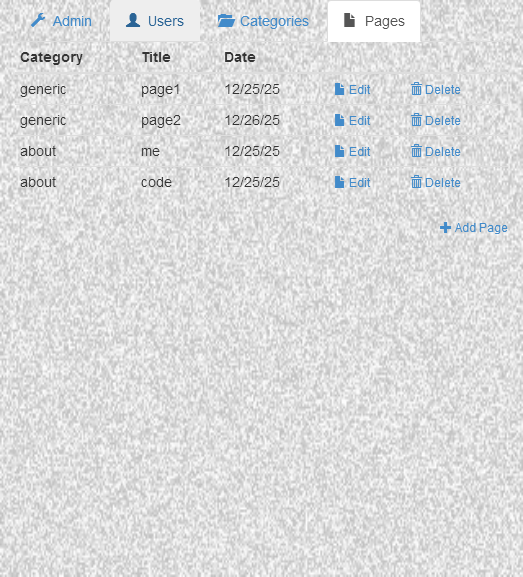 Admin Users Categories Pages
Category Title Date
generic page1 12/25/25 Edit Delete
generic page2 12/26/25 Edit Delete
about me 12/25/25 Edit Delete
about code 12/25/25 Edit Delete
Add Page